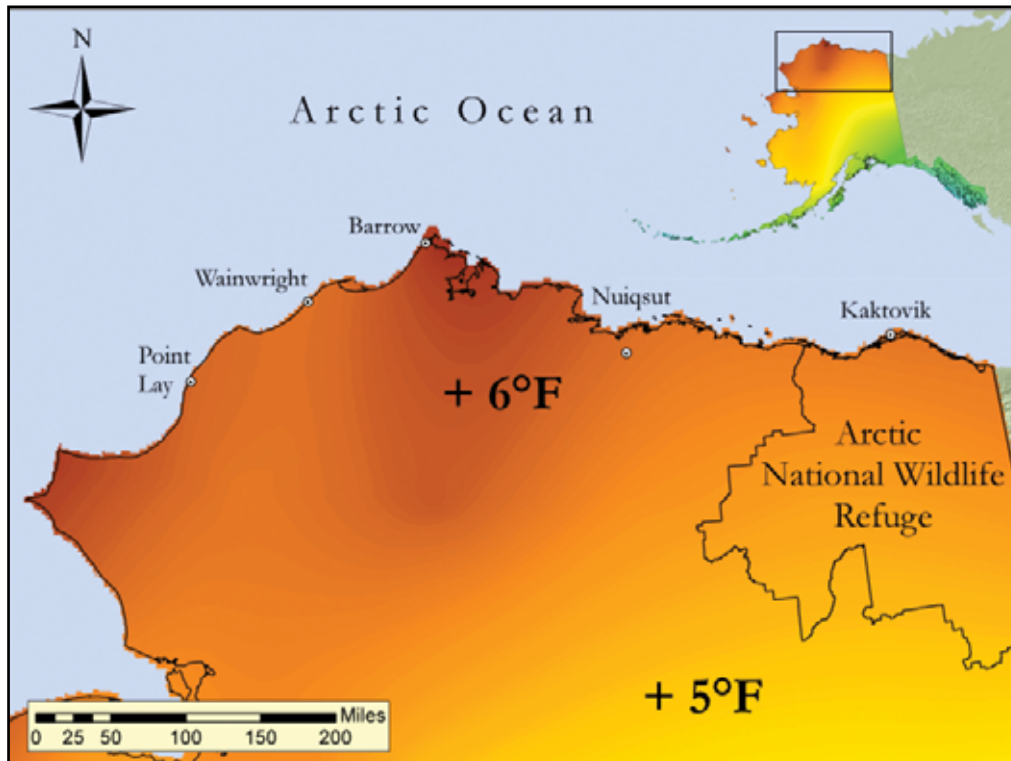 N
Arctic Ocean
Barrow
Wainwright
Nuiqsut
Kaktovik
Point
Lay
+ 6°F
Arctic
National Wildlife
Refuge
+ 5°F
Miles
0 25 50 100 150 200